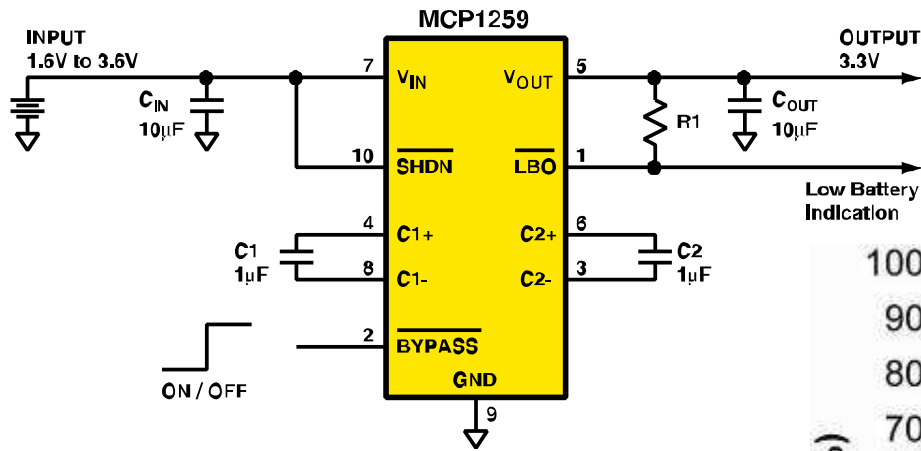 MCP1259
INPUT
1.6V to 3.6V
OUTPUT
3.3V
7
VIN
VOUT
5
CIN
10µF
R1
COUT
10µF
10
SHDN
LBO
1
Low Battery
Indication
4
C1+
C2+
6
C1
1µF
C2
1µF
8
C1-
C2-
3
2
BYPASS
ON / OFF
GND
9
100
90
80
70